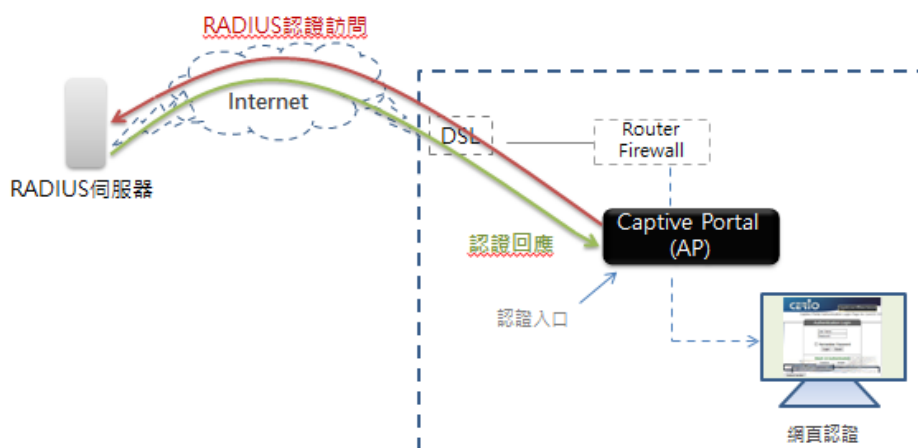 RADIUS認證訪問
Internet
DSL
Router
Firewall
RADIUS伺服器
Captive Portal
(AP)
認證回應
認證入口
CERIO
網頁認證